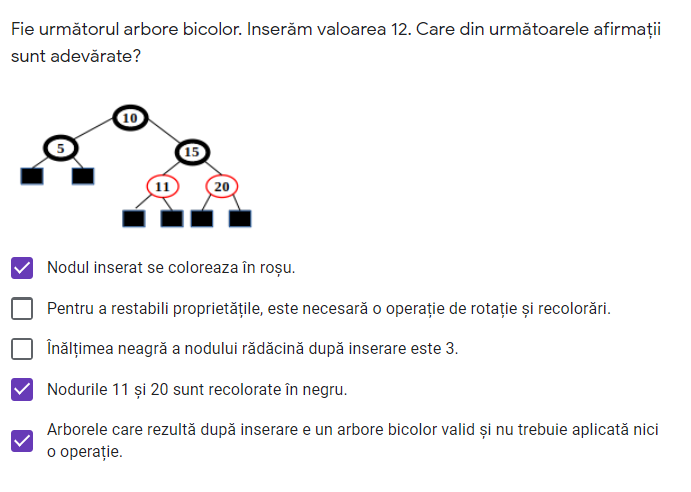 Fie următorul arbore bicolor. Inserăm valoarea 12. Care din următoarele afirmații
sunt adevărate?
10
5
15
11
20
Nodul inserat se coloreaza în roșu.
Pentru a restabili proprietățile, este necesară o operație de rotație și recolorări.
Înălțimea neagră a nodului rădăcină după inserare este 3.
Nodurile 11 și 20 sunt recolorate în negru.
Arborele care rezultă după inserare e un arbore bicolor valid și nu trebuie aplicată nici
o operație.